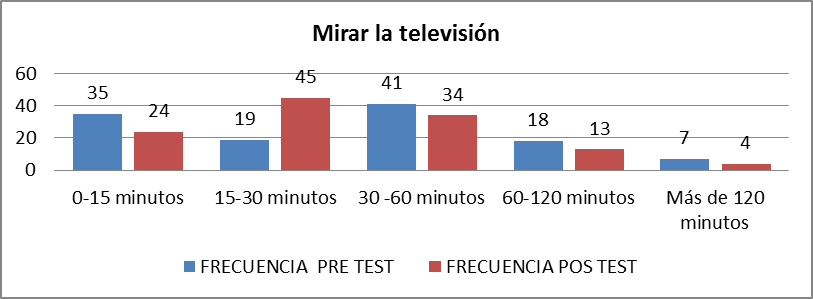 Mirar la televisión
60
40
20
0
35
24
19
45
41
34
18
13
7
4
0-15 minutos
15-30 minutos
30 -60 minutos
60-120 minutos
Más de 120
minutos
FRECUENCIA  PRE TEST
FRECUENCIA POS TEST